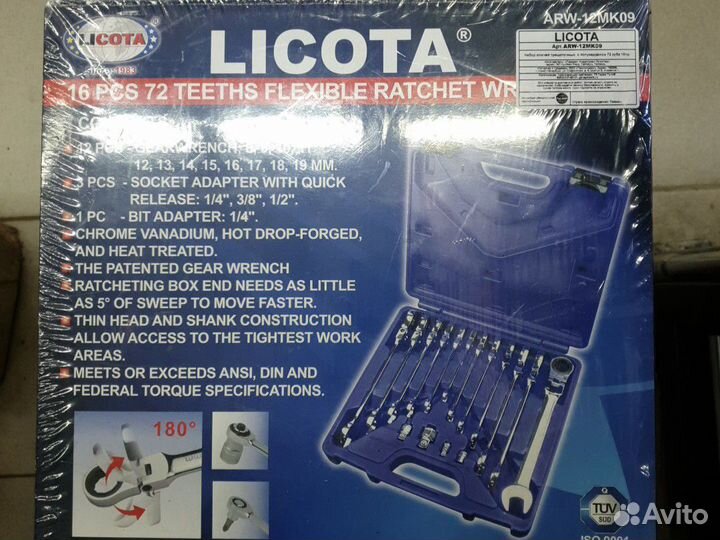 ARW-12MK09
LICOTA
LICOTA®
LICOTA
Арт. ARW-12MK09
16 PCS 72 TEETHS FLEXIBLE RATCHET WR
12, 13, 14, 15, 16, 17, 18, 19 MM.
3 PCS - SOCKET ADAPTER WITH QUICK
RELEASE: 1/4", 3/8", 1/2".
1 PC - BIT ADAPTER: 1/4".
CHROME VANADIUM, HOT DROP-FORGED,
AND HEAT TREATED.
THE PATENTED GEAR WRENCH
RATCHETING BOX END NEEDS AS LITTLE
AS 5° OF SWEEP TO MOVE FASTER.
THIN HEAD AND SHANK CONSTRUCTION
ALLOW ACCESS TO THE TIGHTEST WORK
AREAS.
MEETS OR EXCEEDS ANSI, DIN AND
FEDERAL TORQUE SPECIFICATIONS.
180°
TUV
SUD
ISO 9001
Avito